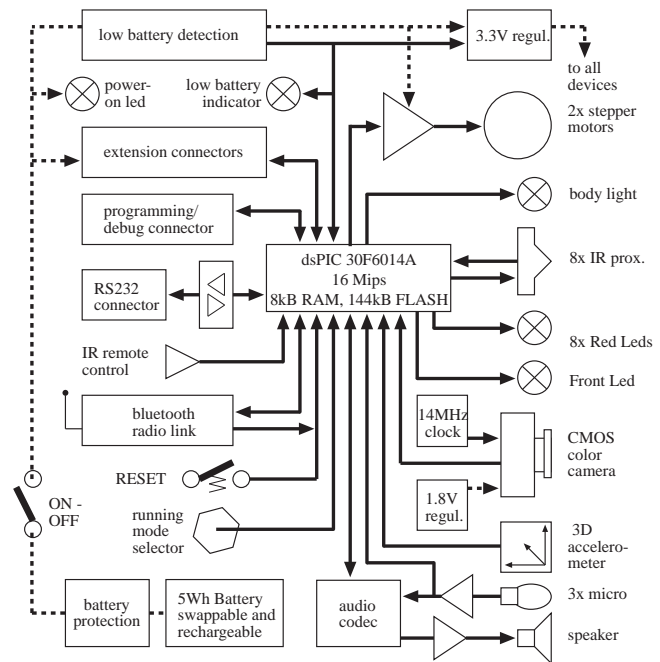 low battery detection
3.3V regul.
to all
devices
power-
on led
low battery
indicator
2x stepper
motors
extension connectors
body light
programming/
debug connector
dsPIC 30F6014A
16 Mips
8kB RAM, 144kB FLASH
8x IR prox.
RS232
connector
8x Red Leds
IR remote
control
Front Led
bluetooth
radio link
14MHz
clock
CMOS
color
camera
RESET
1.8V
regul.
ON -
OFF
running
mode
selector
3D
accelero-
meter
battery
protection
5Wh Battery
swappable and
rechargeable
audio
codec
3x micro
speaker